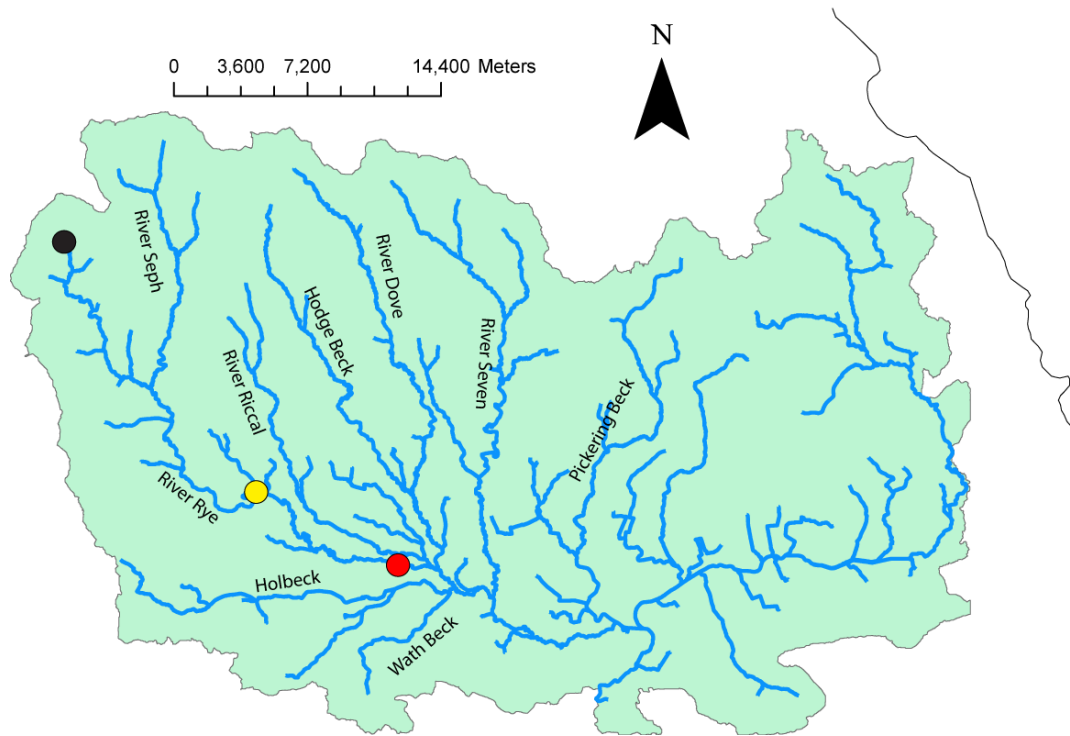 N
0 3,600 7,200 14,400 Meters
River Seph
River Dove
Hodge Beck
River Riccal
River Seven
Pickering Beck
River Rye
Holbeck
Wath Beck